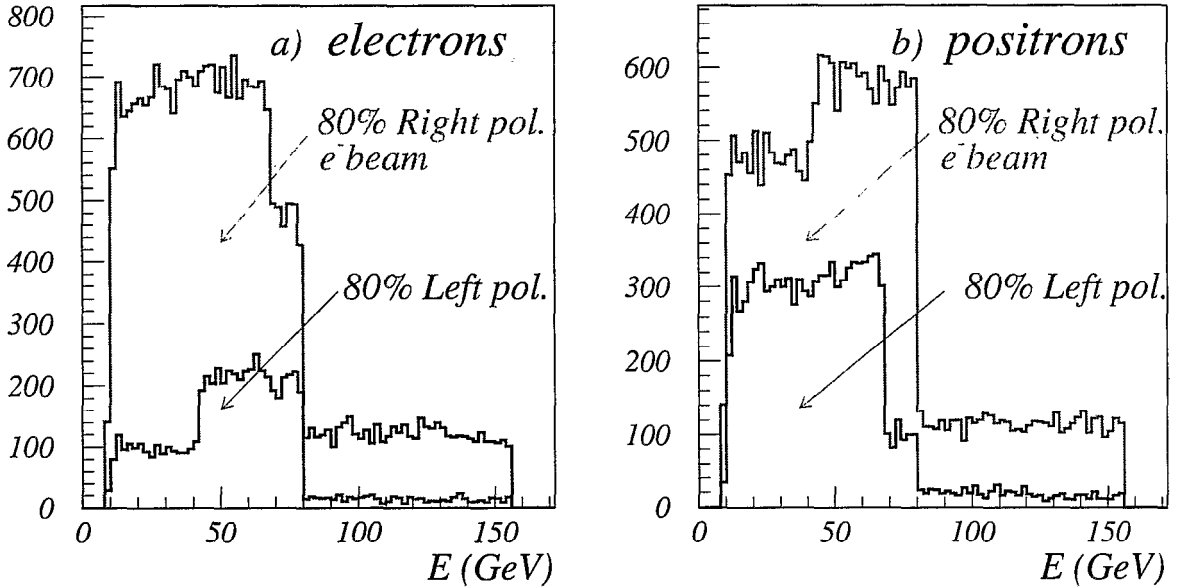 a) electrons
800
700
600
500
400
300
200
100
0
80% Right pol.
e⁻ beam
80% Left pol.
0
50
100
150
E (GeV)
b) positrons
600
500
400
300
200
100
0
80% Right pol.
e⁻ beam
80% Left pol.
0
50
100
150
E (GeV)